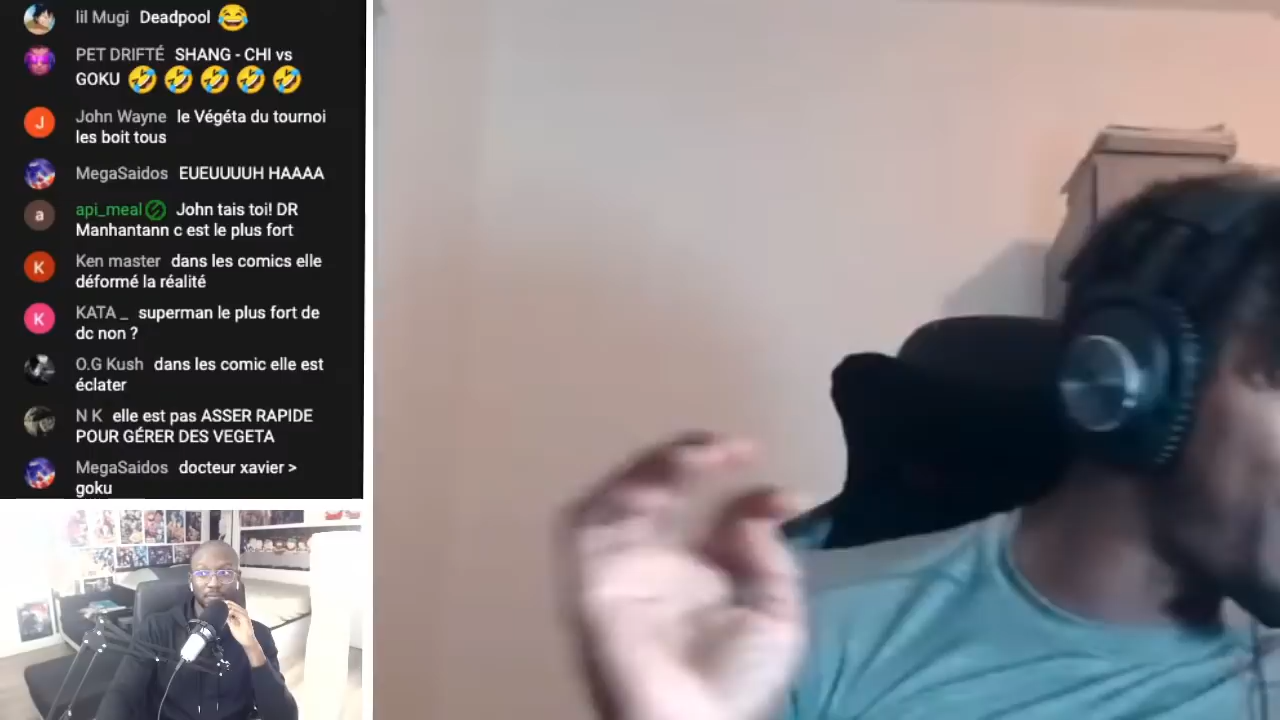 lil Mugi Deadpool 😂
PET DRIFTÉ SHANG - CHI vs
GOKU 🤣 🤣 🤣 🤣 🤣
J
John Wayne le Végéta du tournoi
les boit tous
MegaSaidos EUEUUUUH HAAAA
a
api_meal John tais toi! DR
Manhantann c est le plus fort
K
Ken master dans les comics elle
déformé la réalité
K
KATA _ superman le plus fort de
dc non ?
O.G Kush dans les comic elle est
éclater
N K elle est pas ASSER RAPIDE
POUR GÉRER DES VEGETA
MegaSaidos docteur xavier >
goku